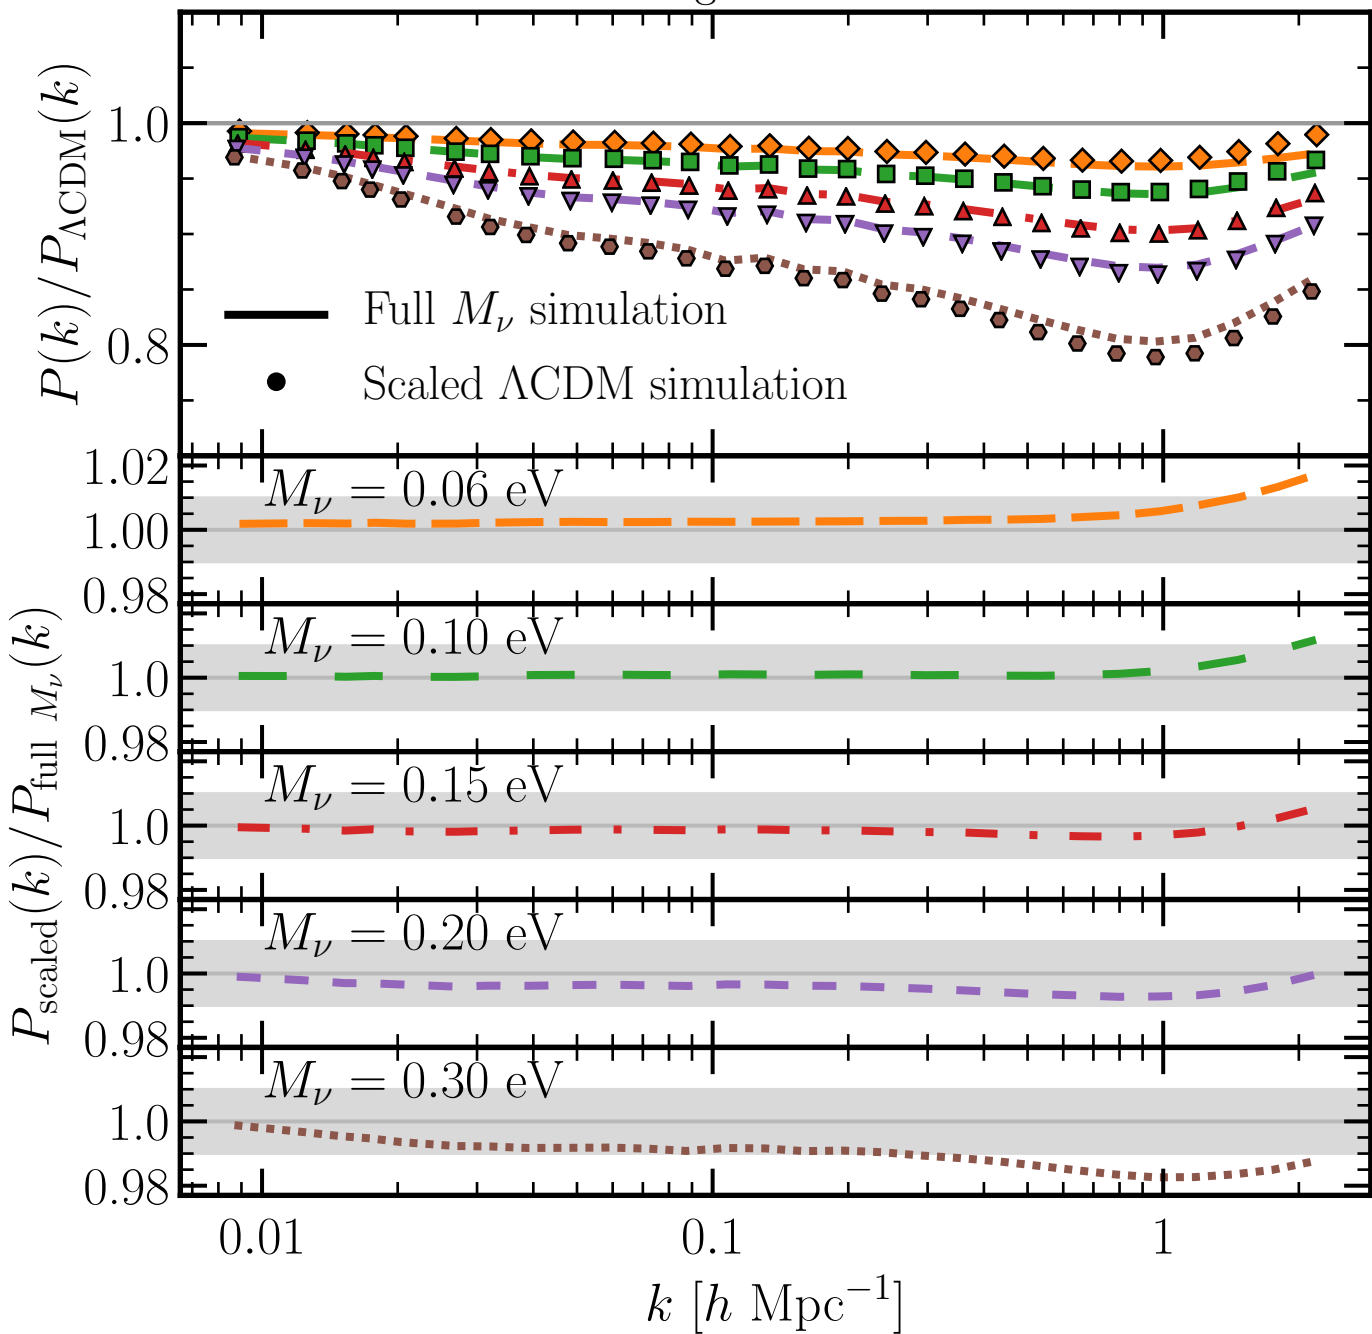 g
P(k)/P_ΛCDM(k)
1.0
0.8
Full M_ν simulation
Scaled ΛCDM simulation
P_scaled(k)/P_full M_ν(k)
1.02
M_ν = 0.06 eV
1.00
0.98
M_ν = 0.10 eV
1.0
0.98
M_ν = 0.15 eV
1.0
0.98
M_ν = 0.20 eV
1.0
0.98
M_ν = 0.30 eV
1.0
0.98
0.01 0.1 1
k [h Mpc⁻¹]